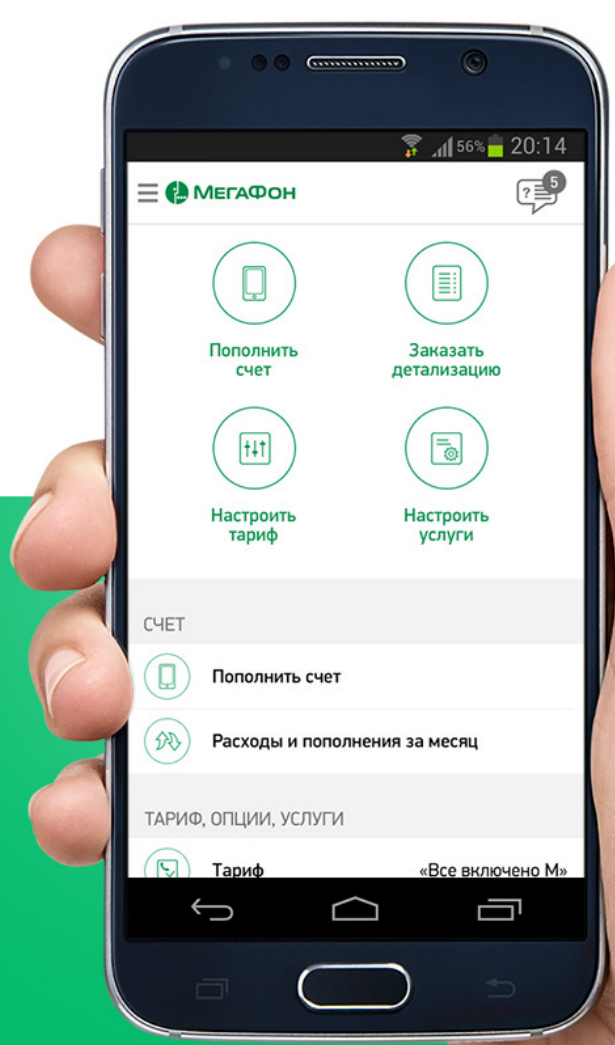 56% 20:14
МЕГАФОН
? 5
Пополнить
счет
Заказать
детализацию
Настроить
тариф
Настроить
услуги
СЧЕТ
Пополнить счет
Расходы и пополнения за месяц
ТАРИФ, ОПЦИИ, УСЛУГИ
Тариф «Все включено М»